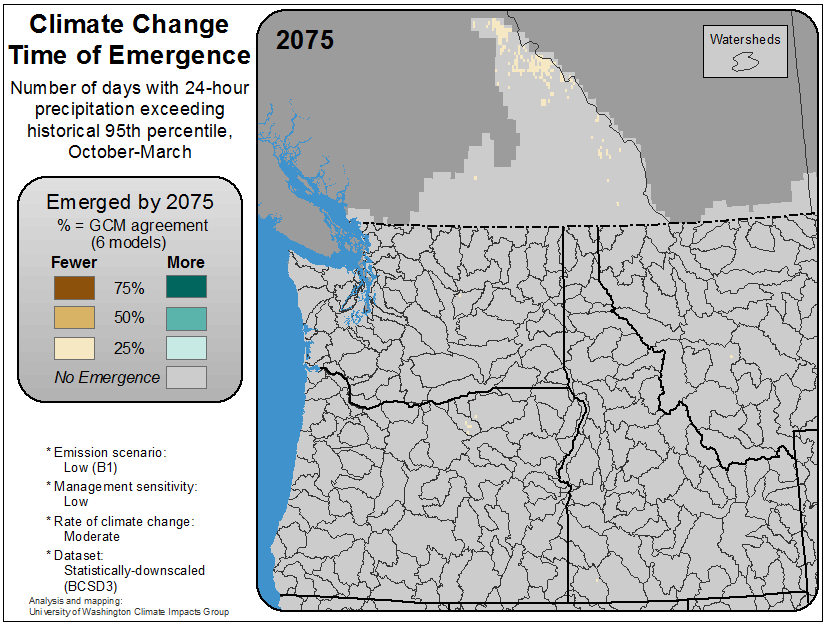 Climate Change
Time of Emergence
Number of days with 24-hour
precipitation exceeding
historical 95th percentile,
October-March
Emerged by 2075
% = GCM agreement
(6 models)
Fewer More
75%
50%
25%
No Emergence
* Emission scenario:
Low (B1)
* Management sensitivity:
Low
* Rate of climate change:
Moderate
* Dataset:
Statistically-downscaled
(BCSD3)
Analysis and mapping:
University of Washington Climate Impacts Group
2075
Watersheds